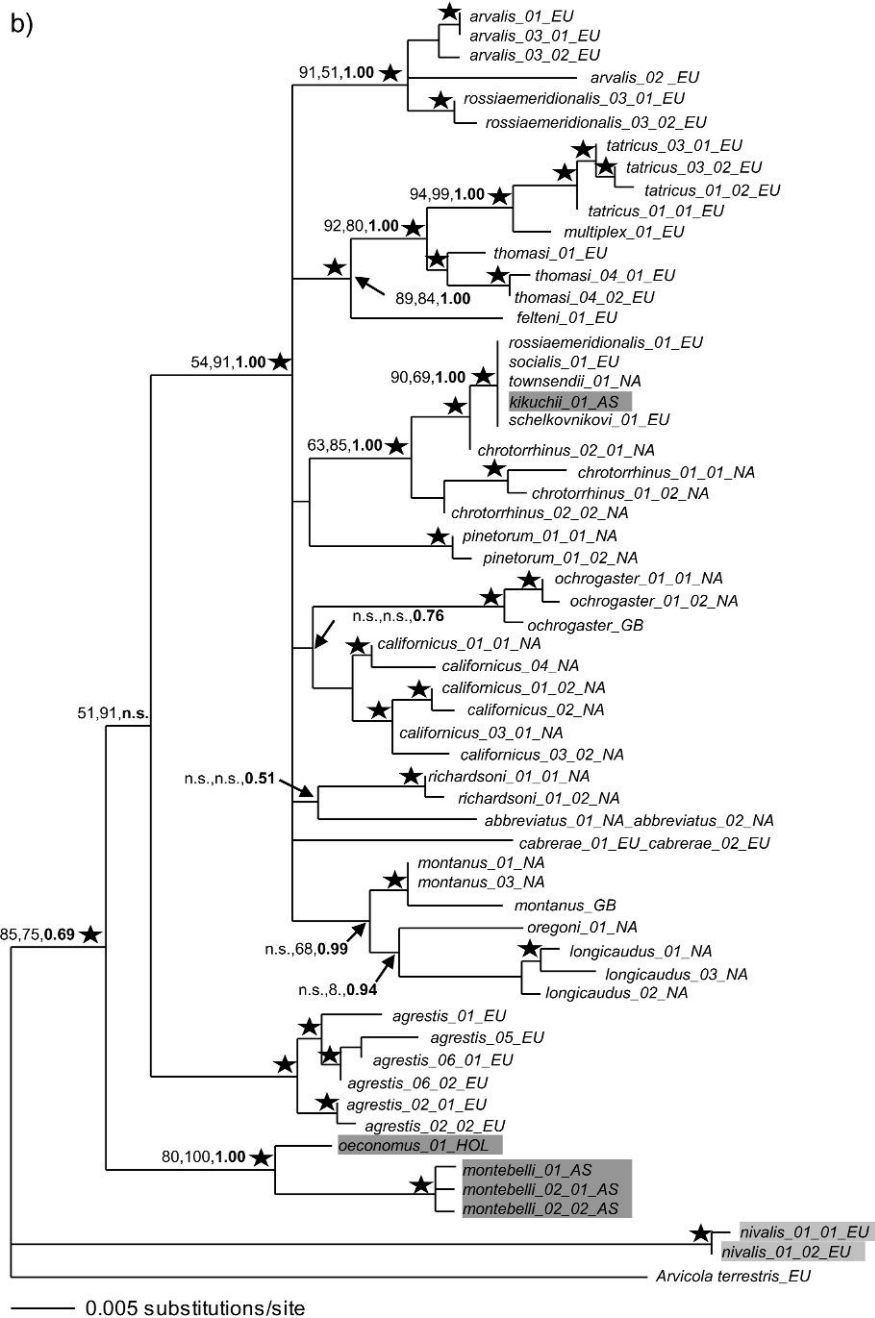 b)
arvalis_01_EU
arvalis_03_01_EU
arvalis_03_02_EU
91,51,1.00
arvalis_02 _EU
rossiaemeridionalis_03_01_EU
rossiaemeridionalis_03_02_EU
tatricus_03_01_EU
tatricus_03_02_EU
tatricus_01_02_EU
94,99,1.00
tatricus_01_01_EU
92,80,1.00
multiplex_01_EU
thomasi_01_EU
thomasi_04_01_EU
89,84,1.00
thomasi_04_02_EU
felteni_01_EU
rossiaemeridionalis_01_EU
54,91,1.00
socialis_01_EU
90,69,1.00
townsendii_01_NA
kikuchii_01_AS
schelkovnikovi_01_EU
63,85,1.00
chrotorrhinus_02_01_NA
chrotorrhinus_01_01_NA
chrotorrhinus_01_02_NA
chrotorrhinus_02_02_NA
pinetorum_01_01_NA
pinetorum_01_02_NA
ochrogaster_01_01_NA
ochrogaster_01_02_NA
n.s.,n.s.,0.76
ochrogaster_GB
californicus_01_01_NA
californicus_04_NA
californicus_01_02_NA
51,91,n.s.
californicus_02_NA
californicus_03_01_NA
californicus_03_02_NA
n.s.,n.s.,0.51
richardsoni_01_01_NA
richardsoni_01_02_NA
abbreviatus_01_NA_abbreviatus_02_NA
cabrerae_01_EU_cabrerae_02_EU
montanus_01_NA
montanus_03_NA
montanus_GB
85,75,0.69
oregoni_01_NA
n.s.,68,0.99
longicaudus_01_NA
longicaudus_03_NA
n.s.,8.,0.94
longicaudus_02_NA
agrestis_01_EU
agrestis_05_EU
agrestis_06_01_EU
agrestis_06_02_EU
agrestis_02_01_EU
agrestis_02_02_EU
oeconomus_01_HOL
80,100,1.00
montebelli_01_AS
montebelli_02_01_AS
montebelli_02_02_AS
nivalis_01_01_EU
nivalis_01_02_EU
Arvicola terrestris_EU
0.005 substitutions/site